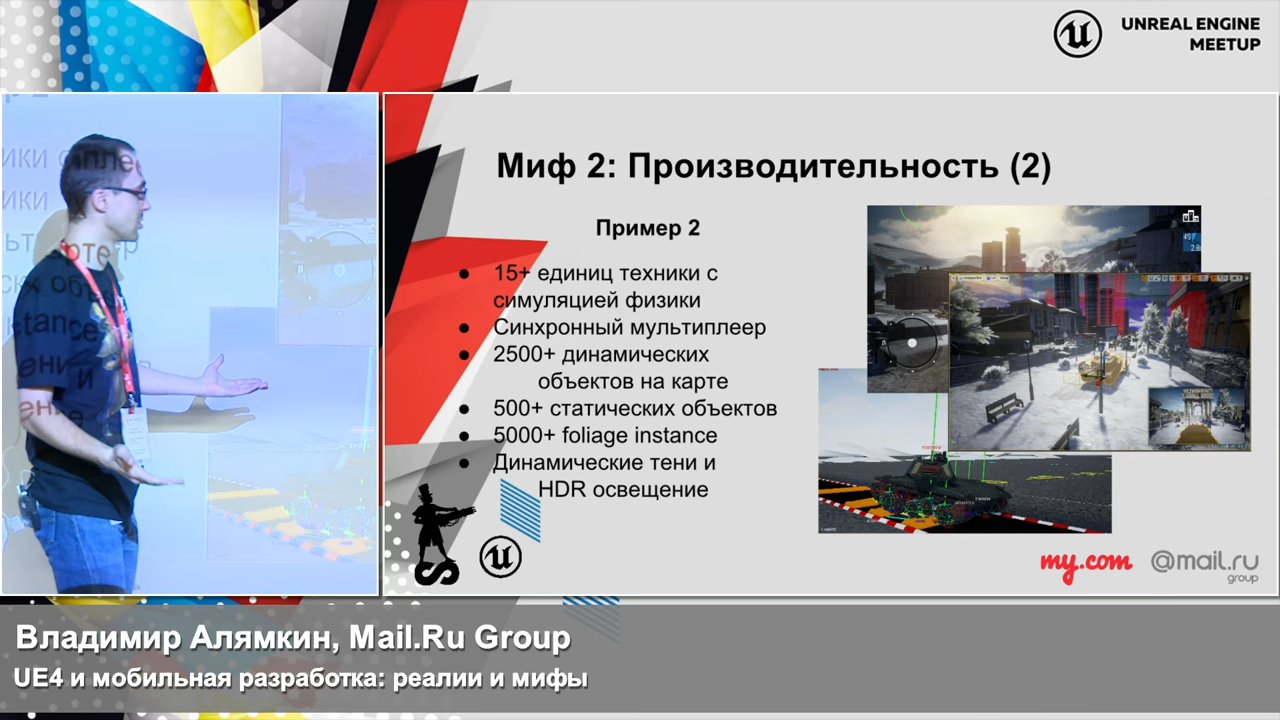 UNREAL ENGINE
MEETUP
Миф 2: Производительность (2)
Пример 2
15+ единиц техники с
симуляцией физики
Синхронный мультиплеер
2500+ динамических
объектов на карте
500+ статических объектов
5000+ foliage instance
Динамические тени и
HDR освещение
my.com
@mail.ru
group
Владимир Алямкин, Mail.Ru Group
UE4 и мобильная разработка: реалии и мифы